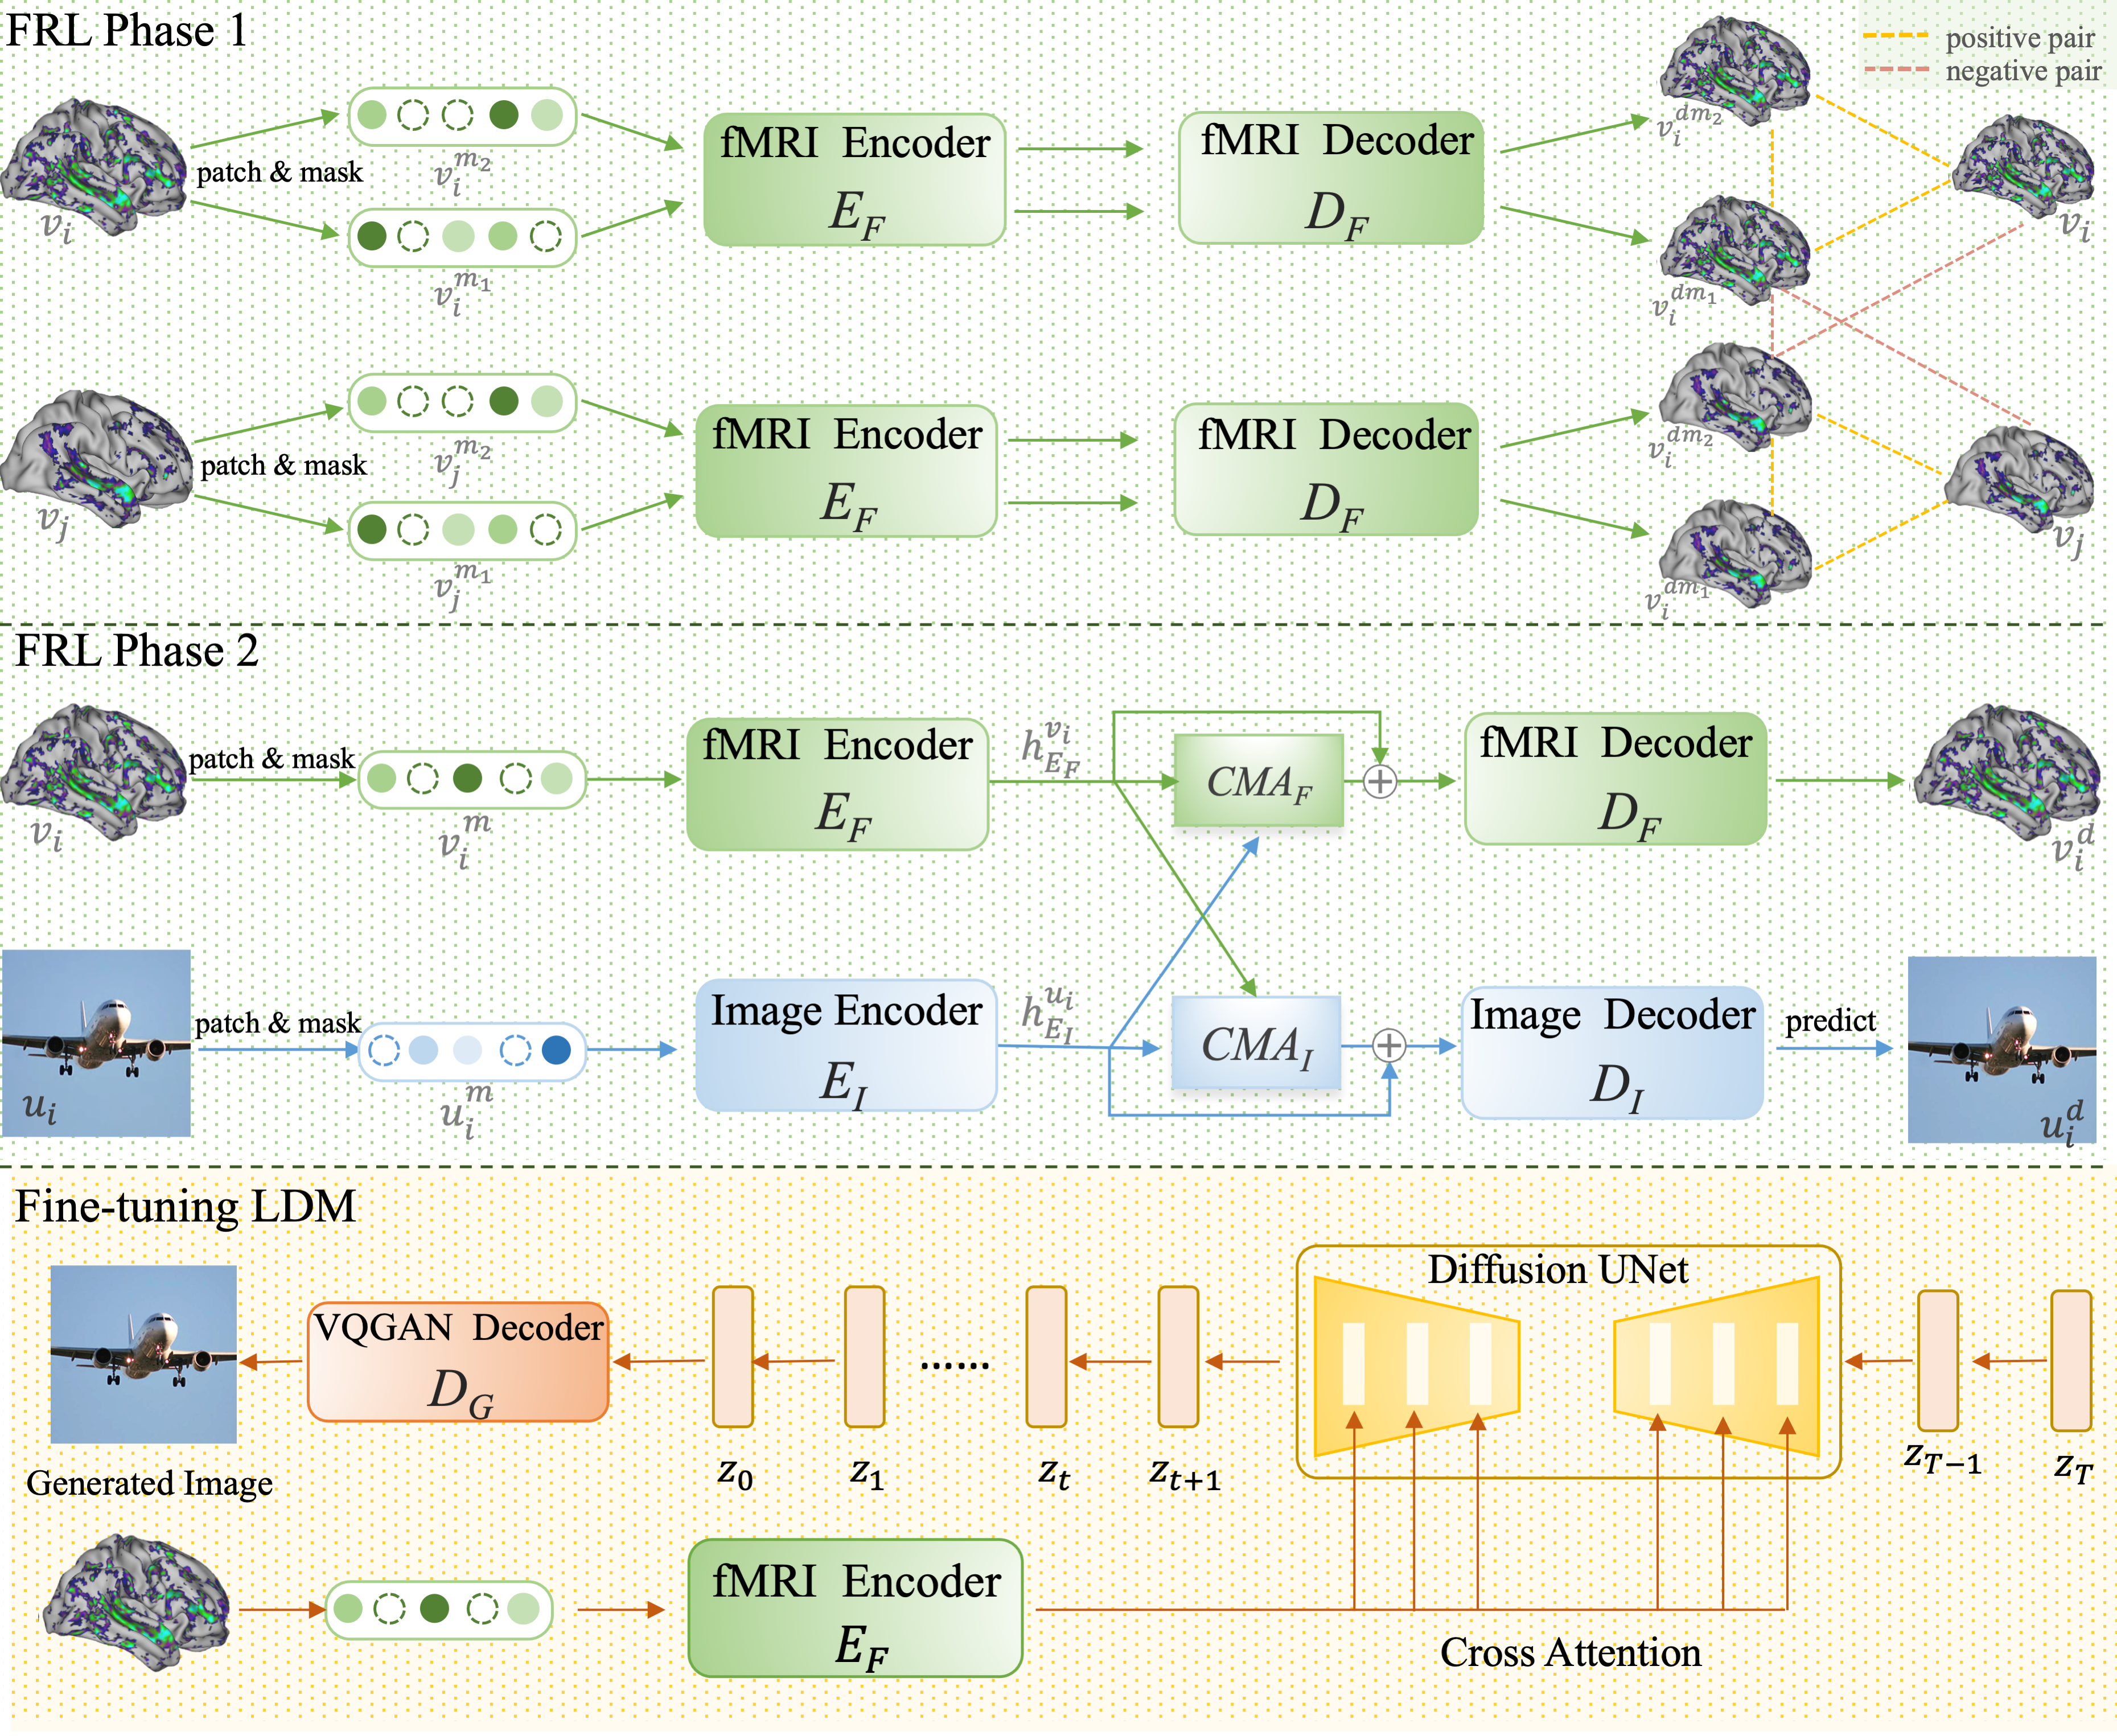 FRL Phase 1
positive pair
negative pair
patch & mask
v_i
v_i^{m_2}
v_i^{m_1}
fMRI Encoder
E_F
fMRI Decoder
D_F
v_i^{dm_2}
v_i^{dm_1}
v_i
patch & mask
v_j
v_j^{m_2}
v_j^{m_1}
fMRI Encoder
E_F
fMRI Decoder
D_F
v_i^{dm_2}
v_i^{dm_1}
v_j
FRL Phase 2
patch & mask
v_i
v_i^m
fMRI Encoder
E_F
h_{E_F}^{v_i}
CMA_F
+
fMRI Decoder
D_F
v_i^d
patch & mask
u_i
u_i^m
Image Encoder
E_I
h_{E_I}^{u_i}
CMA_I
+
Image Decoder
D_I
predict
u_i^d
Fine-tuning LDM
Generated Image
VQGAN Decoder
D_G
z_0
z_1
......
z_t
z_{t+1}
Diffusion UNet
z_{T-1}
z_T
fMRI Encoder
E_F
Cross Attention